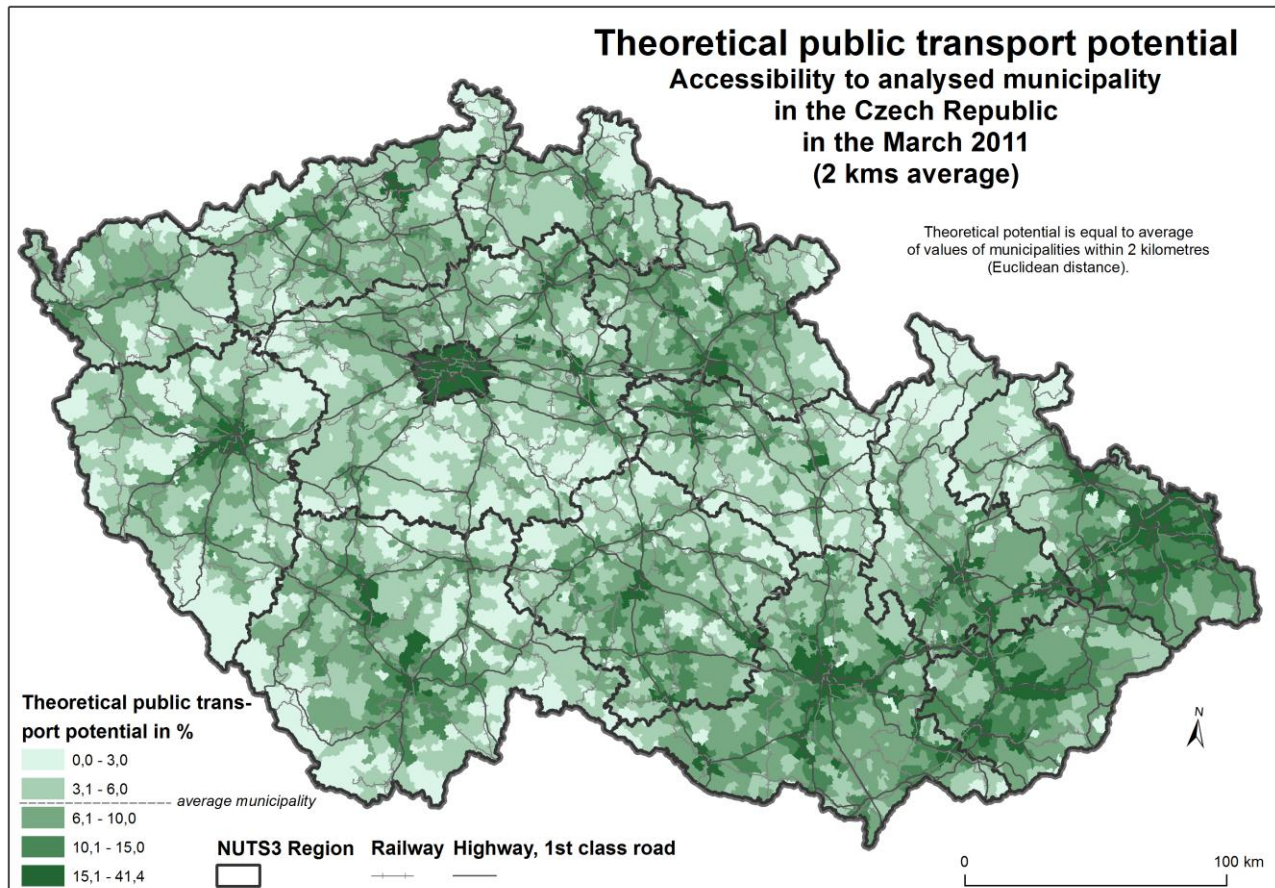 Theoretical public transport potential
Accessibility to analysed municipality
in the Czech Republic
in the March 2011
(2 kms average)
Theoretical potential is equal to average
of values of municipalities within 2 kilometres
(Euclidean distance).
Theoretical public trans-
port potential in %
0,0 - 3,0
3,1 - 6,0
average municipality
6,1 - 10,0
10,1 - 15,0
15,1 - 41,4
NUTS3 Region
Railway
Highway, 1st class road
N
0 100 km